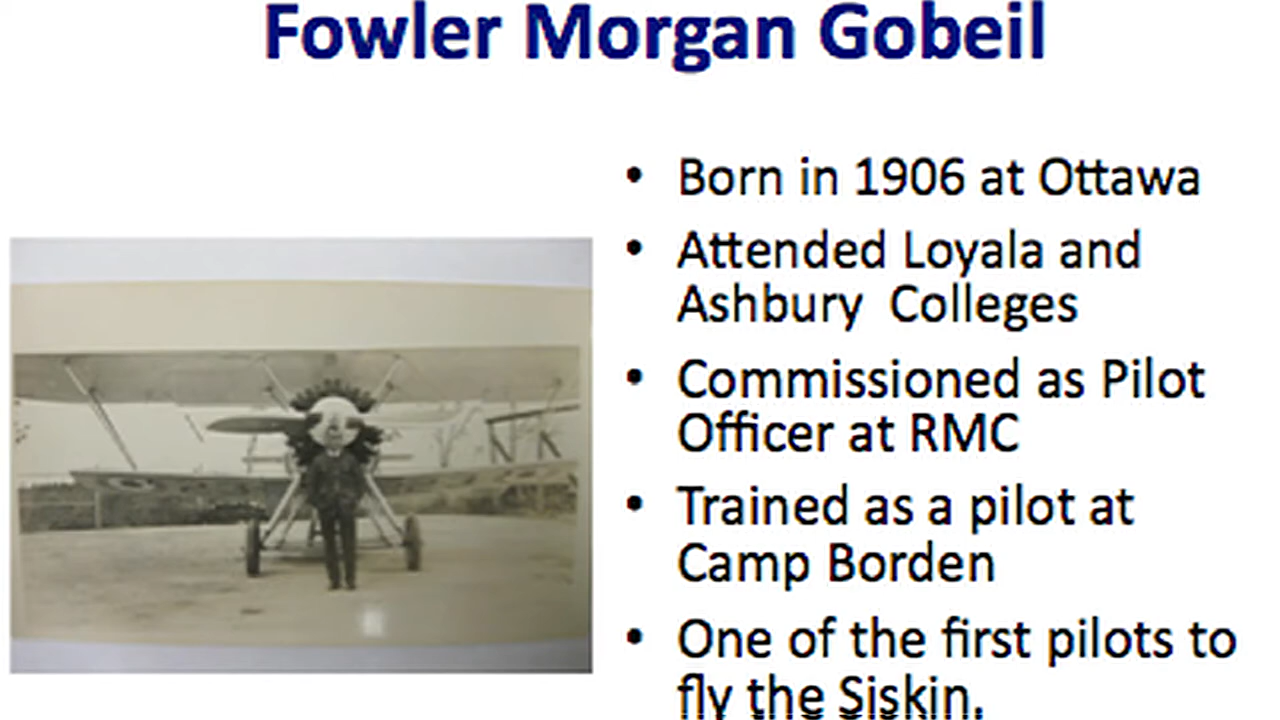 Fowler Morgan Gobeil
• Born in 1906 at Ottawa
• Attended Loyala and
Ashbury Colleges
• Commissioned as Pilot
Officer at RMC
• Trained as a pilot at
Camp Borden
• One of the first pilots to
fly the Siskin.